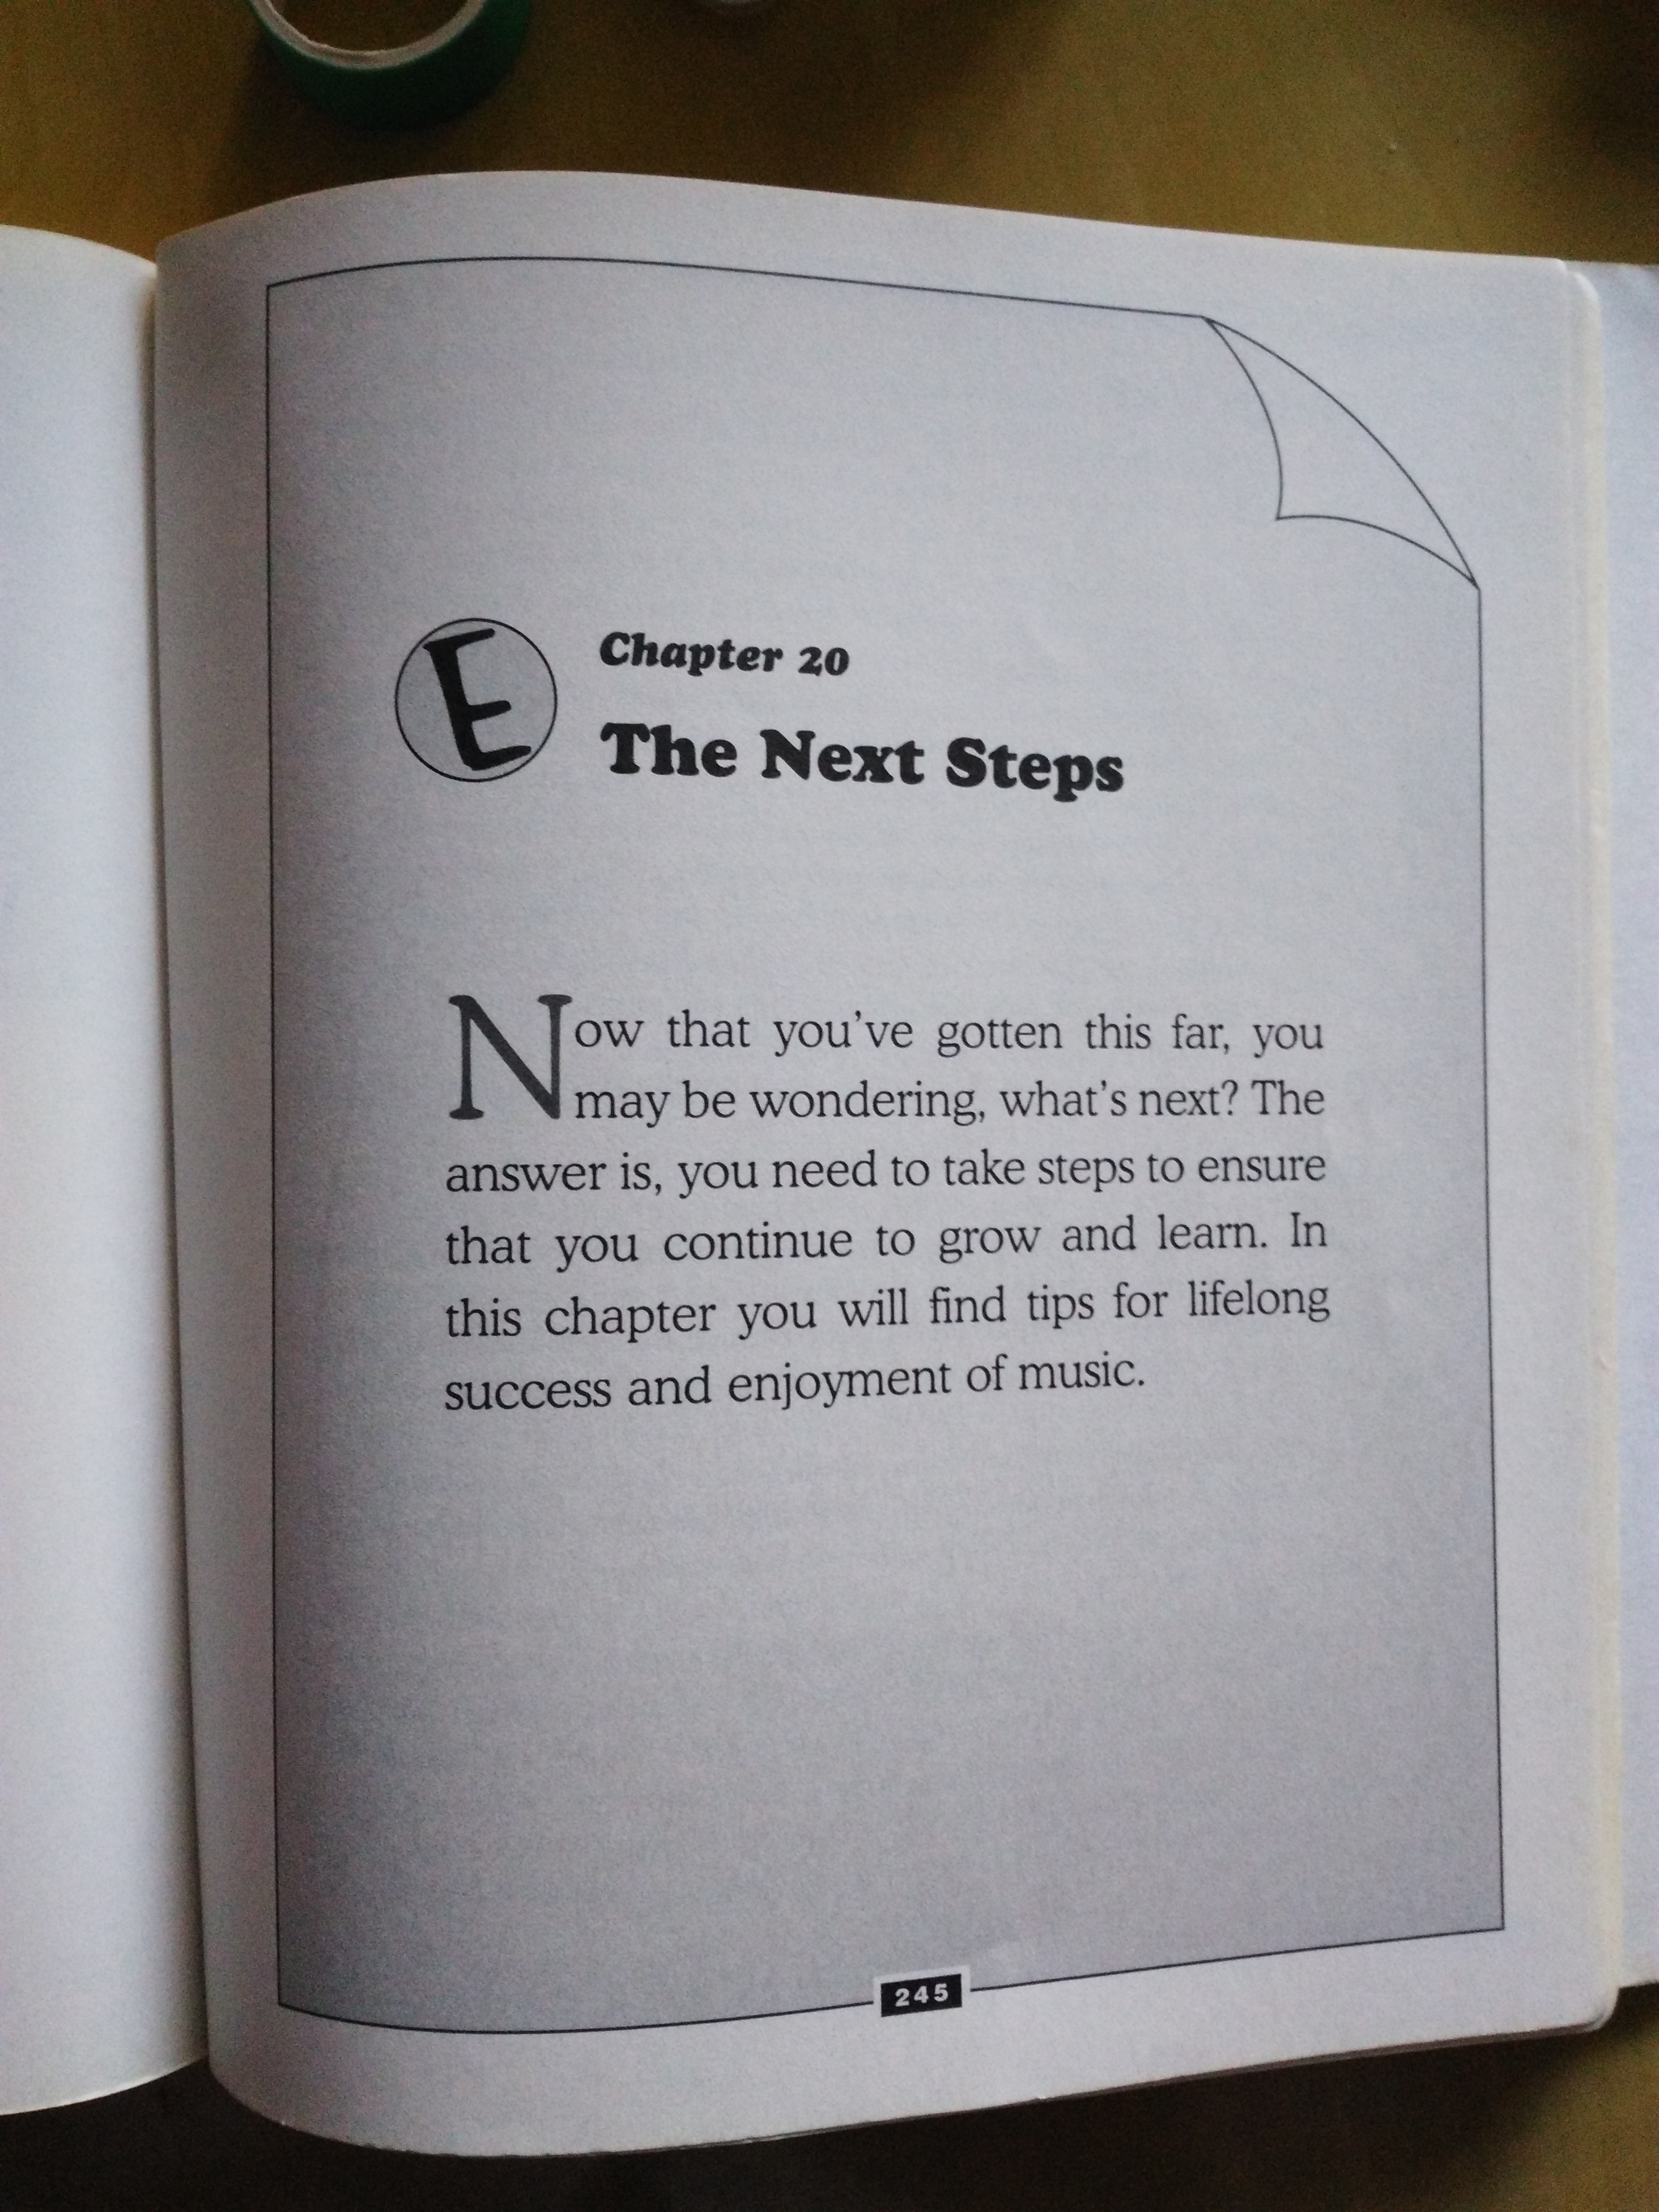 E
Chapter 20
The Next Steps
Now that you've gotten this far, you
may be wondering, what's next? The
answer is, you need to take steps to ensure
that you continue to grow and learn. In
this chapter you will find tips for lifelong
success and enjoyment of music.
245